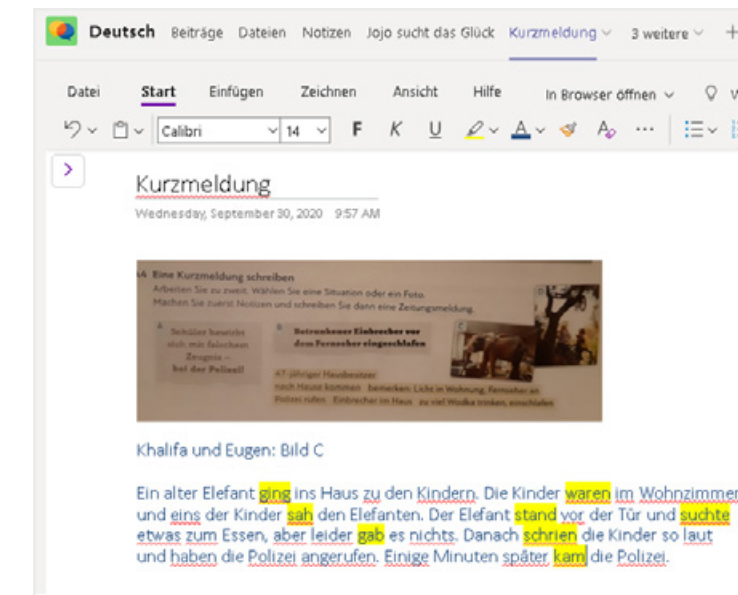 Deutsch Beiträge Dateien Notizen Jojo sucht das Glück Kurzmeldung 3 weitere +
Datei Start Einfügen Zeichnen Ansicht Hilfe In Browser öffnen
Calibri 14 F K U A A ...
Kurzmeldung
Wednesday, September 30, 2020 9:57 AM
44 Eine Kurzmeldung schreiben
Arbeiten Sie zu zweit. Wählen Sie eine Situation oder ein Foto.
Machen Sie zuerst Notizen und schreiben Sie dann eine Zeitungsmeldung.
A
Schüler
sich mit falschem
Zeugnis –
bei der Polizei!
B
Betrunkener Einbrecher vor
dem Fernseher eingeschlafen
47-jähriger Hausbesitzer
nach Hause kommen bemerken: Licht in Wohnung, Fernseher an
Polizei rufen Einbrecher im Haus zu viel Wodka trinken, einschlafen
C
D
Khalifa und Eugen: Bild C
Ein alter Elefant ging ins Haus zu den Kindern. Die Kinder waren im Wohnzimmer
und eins der Kinder sah den Elefanten. Der Elefant stand vor der Tür und suchte
etwas zum Essen, aber leider gab es nichts. Danach schrien die Kinder so laut
und haben die Polizei angerufen. Einige Minuten später kam die Polizei.